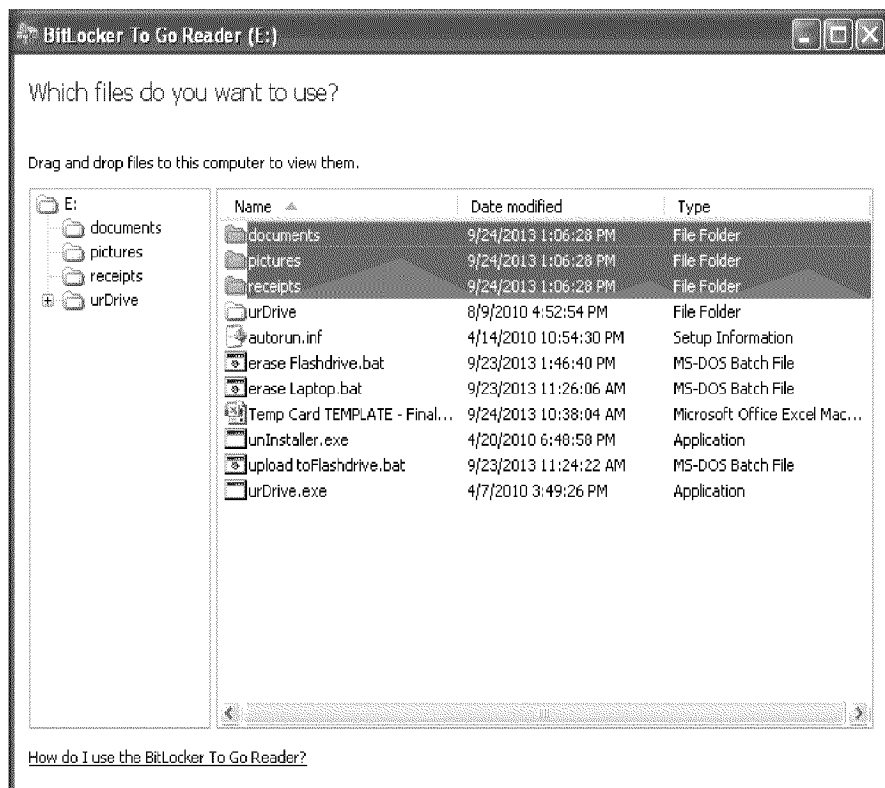 BitLocker To Go Reader (E:)
Which files do you want to use?
Drag and drop files to this computer to view them.
E:
documents
pictures
receipts
urDrive
Name Date modified Type
documents 9/24/2013 1:06:28 PM File Folder
pictures 9/24/2013 1:06:28 PM File Folder
receipts 9/24/2013 1:06:28 PM File Folder
urDrive 8/9/2010 4:52:54 PM File Folder
autorun.inf 4/14/2010 10:54:30 PM Setup Information
erase Flashdrive.bat 9/23/2013 1:46:40 PM MS-DOS Batch File
erase Laptop.bat 9/23/2013 11:26:06 AM MS-DOS Batch File
Temp Card TEMPLATE - Final... 9/24/2013 10:38:04 AM Microsoft Office Excel Mac...
unInstaller.exe 4/20/2010 6:48:58 PM Application
upload toFlashdrive.bat 9/23/2013 11:24:22 AM MS-DOS Batch File
urDrive.exe 4/7/2010 3:49:26 PM Application
How do I use the BitLocker To Go Reader?